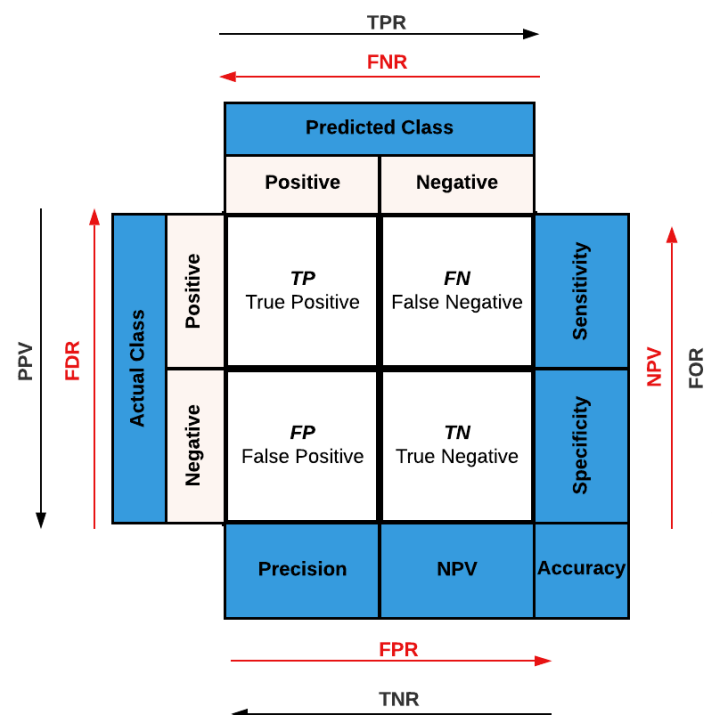 TPR
FNR
Predicted Class
Positive
Negative
Actual Class
Positive
TP
True Positive
FN
False Negative
Sensitivity
PPV
FDR
NPV
FOR
Negative
FP
False Positive
TN
True Negative
Specificity
Precision
NPV
Accuracy
FPR
TNR